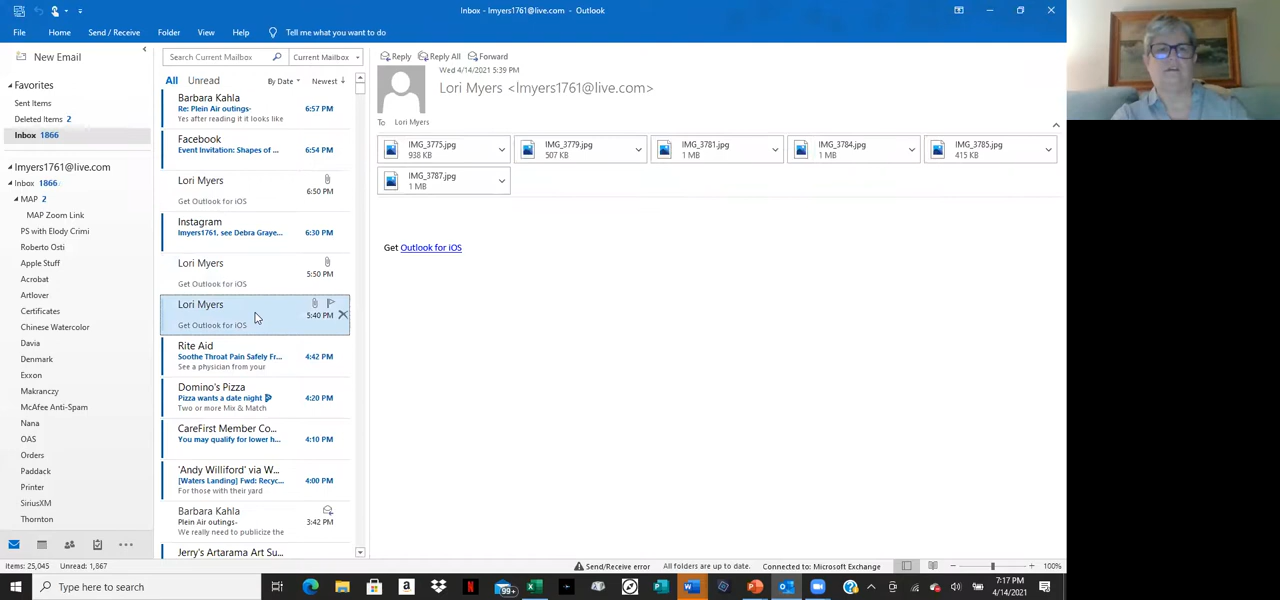 Inbox - lmyers1761@live.com - Outlook
File Home Send / Receive Folder View Help Tell me what you want to do
New Email
Favorites
Sent Items
Deleted Items 2
Inbox 1866
lmyers1761@live.com
Inbox 1866
MAP 2
MAP Zoom Link
PS with Elody Crimi
Roberto Osti
Apple Stuff
Acrobat
Artlover
Certificates
Chinese Watercolor
Davia
Denmark
Exxon
Makranczy
McAfee Anti-Spam
Nana
OAS
Orders
Paddack
Printer
SiriusXM
Thornton
Search Current Mailbox Current Mailbox
All Unread By Date Newest
Barbara Kahla
Re: Plein Air outings- 6:57 PM
Yes after reading it it looks like
Facebook
Event Invitation: Shapes of ... 6:54 PM
Lori Myers
6:50 PM
Get Outlook for iOS
Instagram
lmyers1761, see Debra Graye... 6:30 PM
Lori Myers
5:50 PM
Get Outlook for iOS
Lori Myers
5:40 PM
Get Outlook for iOS
Rite Aid
Soothe Throat Pain Safely Fr... 4:42 PM
See a physician from your
Domino's Pizza
Pizza wants a date night 4:20 PM
Two or more Mix & Match
CareFirst Member Co...
You may qualify for lower h... 4:10 PM
'Andy Williford' via W...
[Waters Landing] Fwd: Recyc... 4:00 PM
For those with their yard
Barbara Kahla
Plein Air outings- 3:42 PM
We really need to publicize the
Jerry's Artarama Art Su...
Reply Reply All Forward
Wed 4/14/2021 5:39 PM
Lori Myers <lmyers1761@live.com>
To Lori Myers
IMG_3775.jpg
938 KB
IMG_3779.jpg
507 KB
IMG_3781.jpg
1 MB
IMG_3784.jpg
1 MB
IMG_3785.jpg
415 KB
IMG_3787.jpg
1 MB
Get Outlook for iOS
Items: 25,045 Unread: 1,867 Send/Receive error All folders are up to date. Connected to: Microsoft Exchange 100%
Type here to search 99+ 7:17 PM
4/14/2021